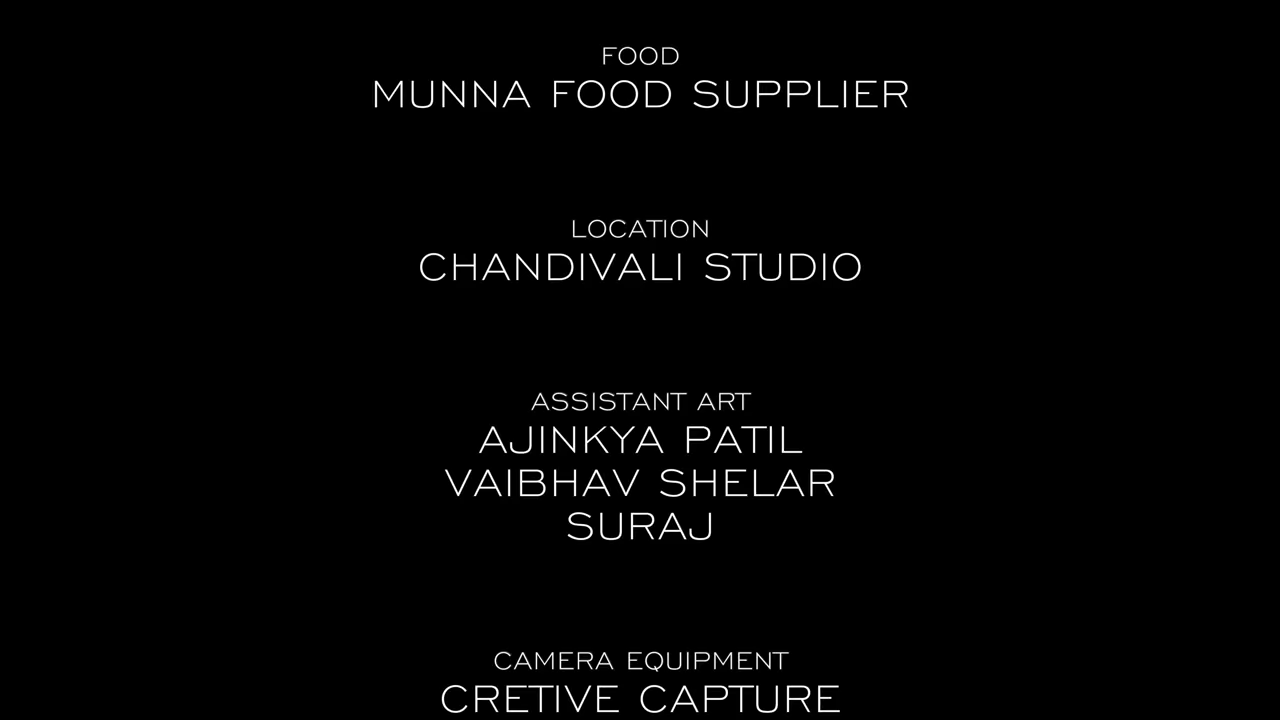 FOOD
MUNNA FOOD SUPPLIER
LOCATION
CHANDIVALI STUDIO
ASSISTANT ART
AJINKYA PATIL
VAIBHAV SHELAR
SURAJ
CAMERA EQUIPMENT
CRETIVE CAPTURE